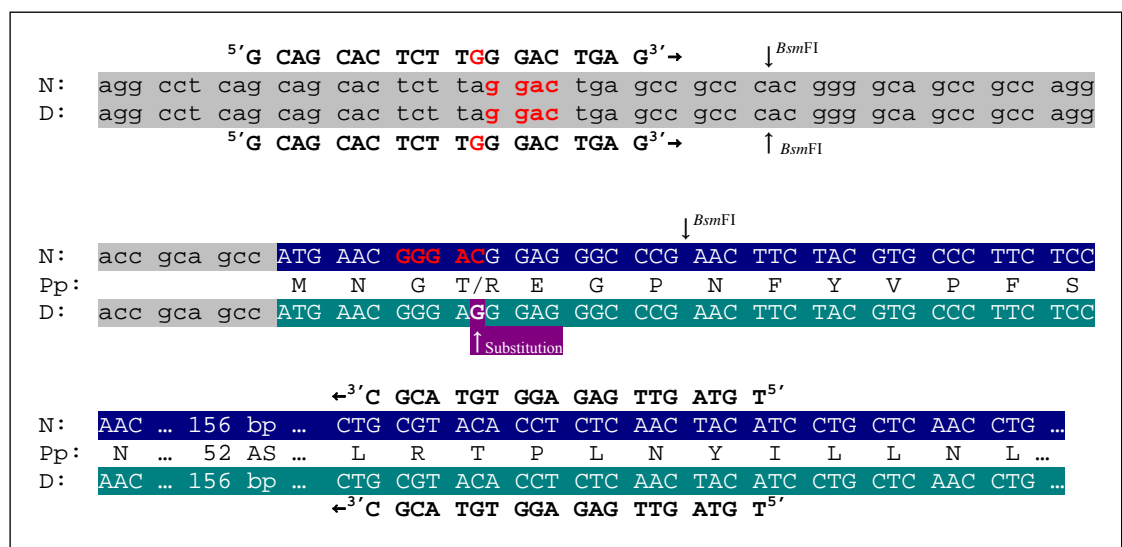 5′G CAG CAC TCT TGG GAC TGA G3′→ ↓BsmFI
N: agg cct cag cag cac tct tag gac tga gcc gcc cac ggg gca gcc gcc agg
D: agg cct cag cag cac tct tag gac tga gcc gcc cac ggg gca gcc gcc agg
5′G CAG CAC TCT TGG GAC TGA G3′→ ↑ BsmFI
↓BsmFI
N: acc gca gcc ATG AAC GGG ACG GAG GGC CCG AAC TTC TAC GTG CCC TTC TCC
Pp: M N G T/R E G P N F Y V P F S
D: acc gca gcc ATG AAC GGG AGG GAG GGC CCG AAC TTC TAC GTG CCC TTC TCC
↑Substitution
←3′C GCA TGT GGA GAG TTG ATG T5′
N: AAC … 156 bp … CTG CGT ACA CCT CTC AAC TAC ATC CTG CTC AAC CTG …
Pp: N … 52 AS … L R T P L N Y I L L N L …
D: AAC … 156 bp … CTG CGT ACA CCT CTC AAC TAC ATC CTG CTC AAC CTG …
←3′C GCA TGT GGA GAG TTG ATG T5′